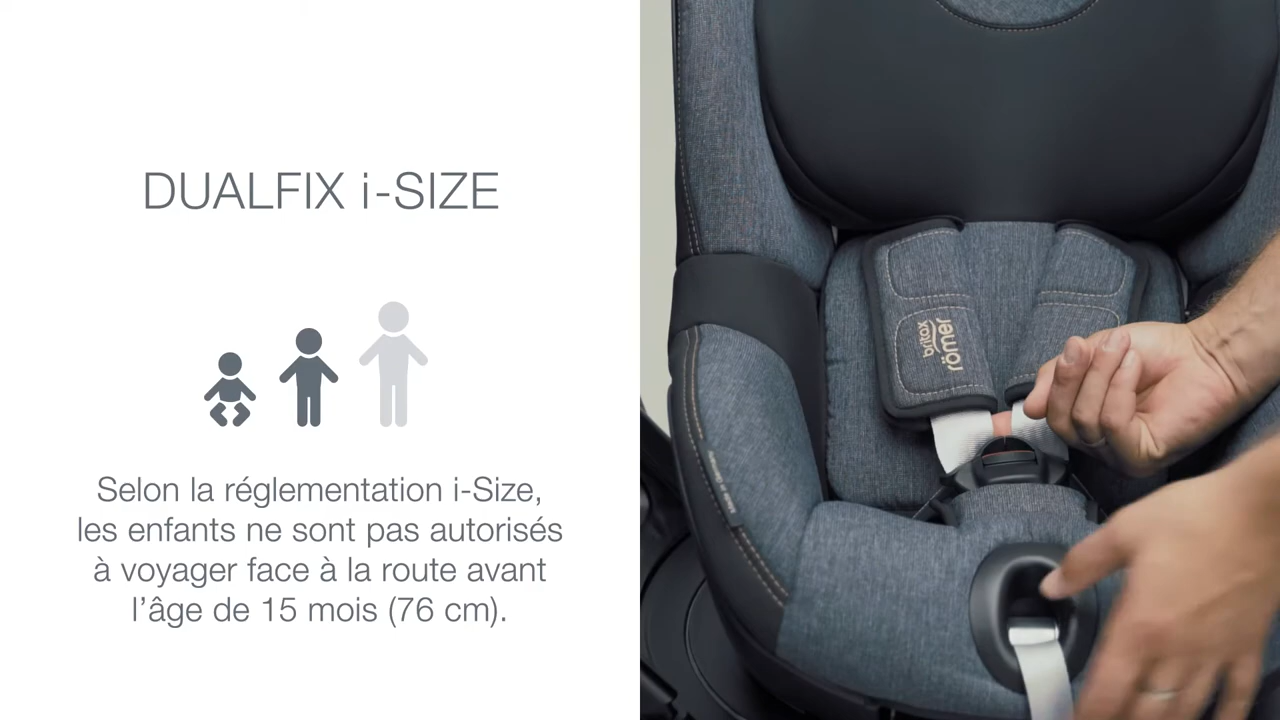 DUALFIX i-SIZE
Selon la réglementation i-Size,
les enfants ne sont pas autorisés
à voyager face à la route avant
l’âge de 15 mois (76 cm).
britax
römer